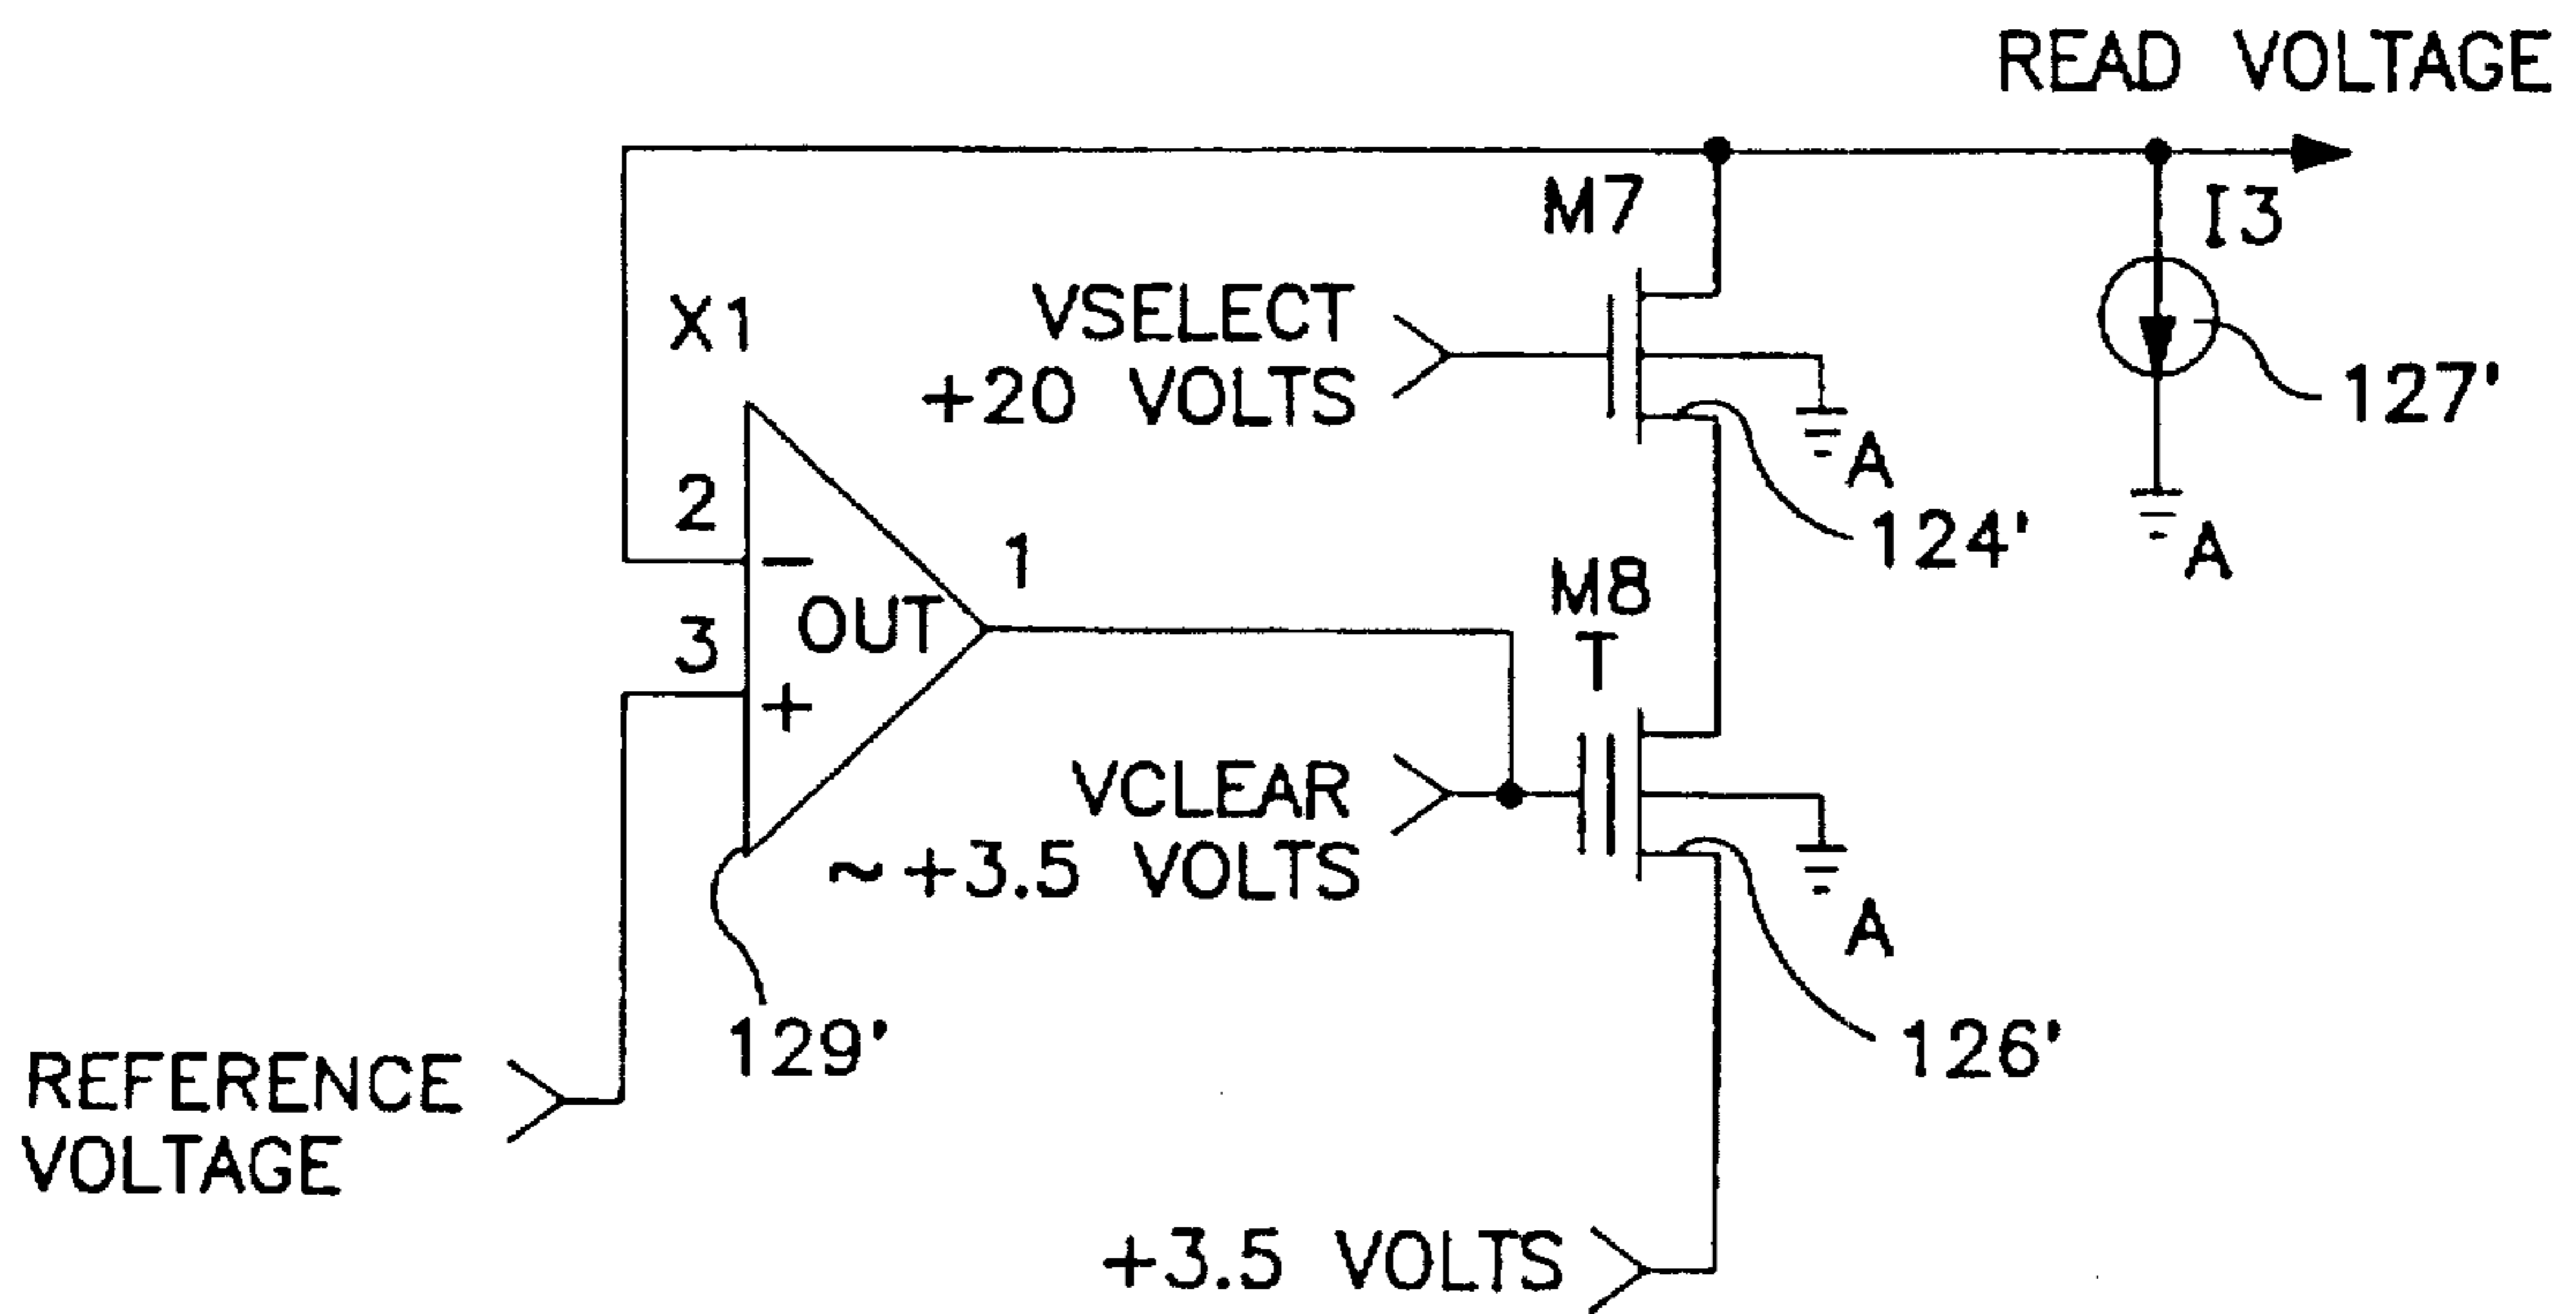 READ VOLTAGE
M7
I3
X1
VSELECT
+20 VOLTS
127'
A
2
124'
1
A
M8
−
OUT
3
T
+
VCLEAR
~+3.5 VOLTS
A
129'
126'
REFERENCE
VOLTAGE
+3.5 VOLTS